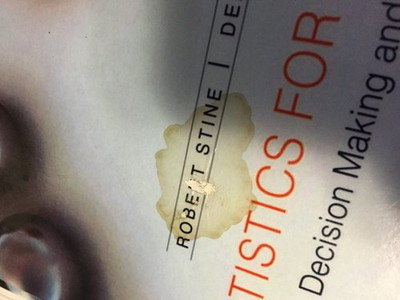 ROBERT STINE | DE
TISTICS FOR
Decision Making and